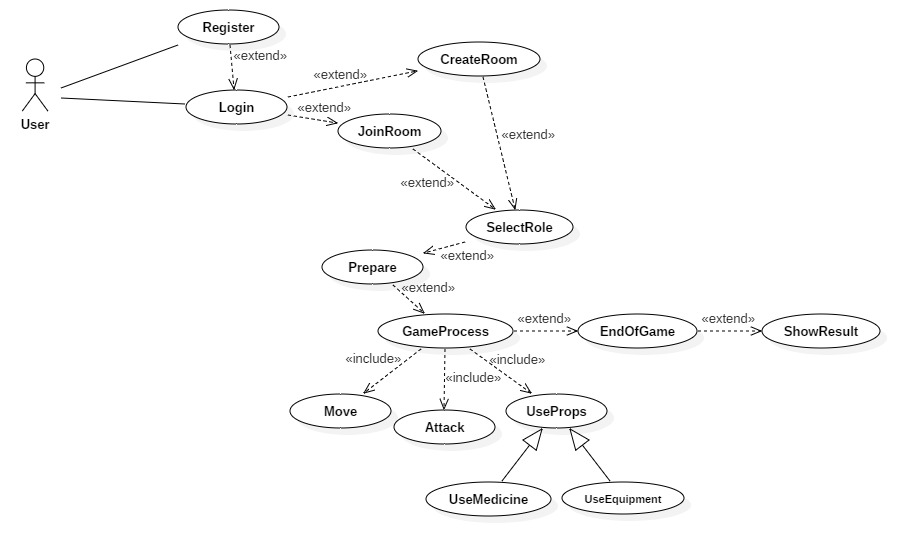 Register
«extend»
CreateRoom
«extend»
Login
«extend»
User
JoinRoom
«extend»
«extend»
SelectRole
«extend»
Prepare
«extend»
GameProcess
«extend»
EndOfGame
«extend»
ShowResult
«include»
«include»
«include»
Move
Attack
UseProps
UseMedicine
UseEquipment